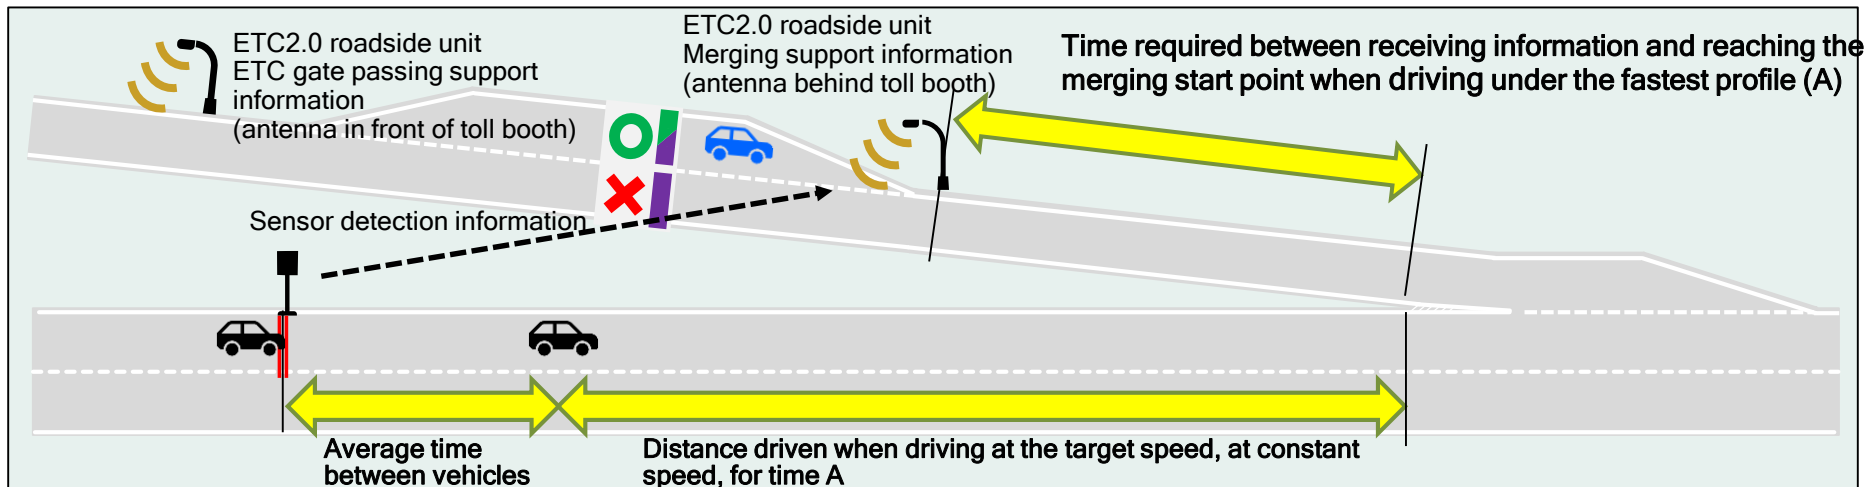 ETC2.0 roadside unit
ETC gate passing support
information
(antenna in front of toll booth)
ETC2.0 roadside unit
Merging support information
(antenna behind toll booth)
Time required between receiving information and reaching the
merging start point when driving under the fastest profile (A)
Sensor detection information
Average time
between vehicles
Distance driven when driving at the target speed, at constant
speed, for time A